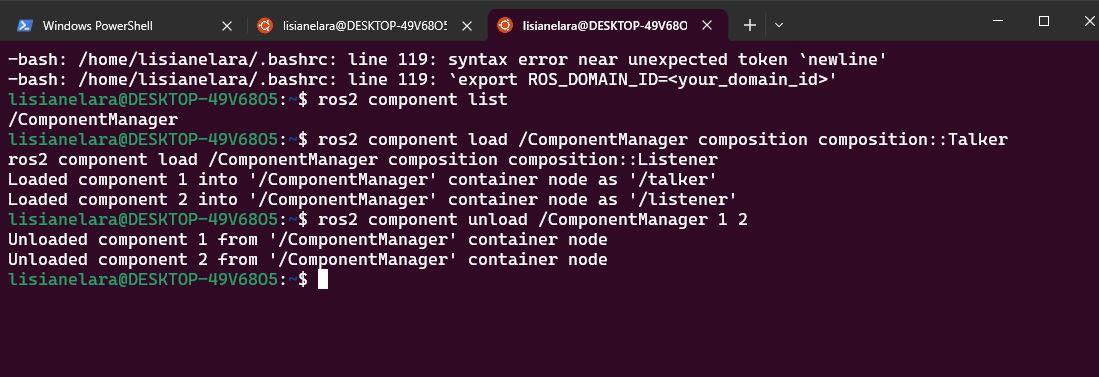 Windows PowerShell
lisianelara@DESKTOP-49V68O5
lisianelara@DESKTOP-49V68O
-bash: /home/lisianelara/.bashrc: line 119: syntax error near unexpected token `newline'
-bash: /home/lisianelara/.bashrc: line 119: `export ROS_DOMAIN_ID=<your_domain_id>'
lisianelara@DESKTOP-49V68O5:~$ ros2 component list
/ComponentManager
lisianelara@DESKTOP-49V68O5:~$ ros2 component load /ComponentManager composition composition::Talker
ros2 component load /ComponentManager composition composition::Listener
Loaded component 1 into '/ComponentManager' container node as '/talker'
Loaded component 2 into '/ComponentManager' container node as '/listener'
lisianelara@DESKTOP-49V68O5:~$ ros2 component unload /ComponentManager 1 2
Unloaded component 1 from '/ComponentManager' container node
Unloaded component 2 from '/ComponentManager' container node
lisianelara@DESKTOP-49V68O5:~$